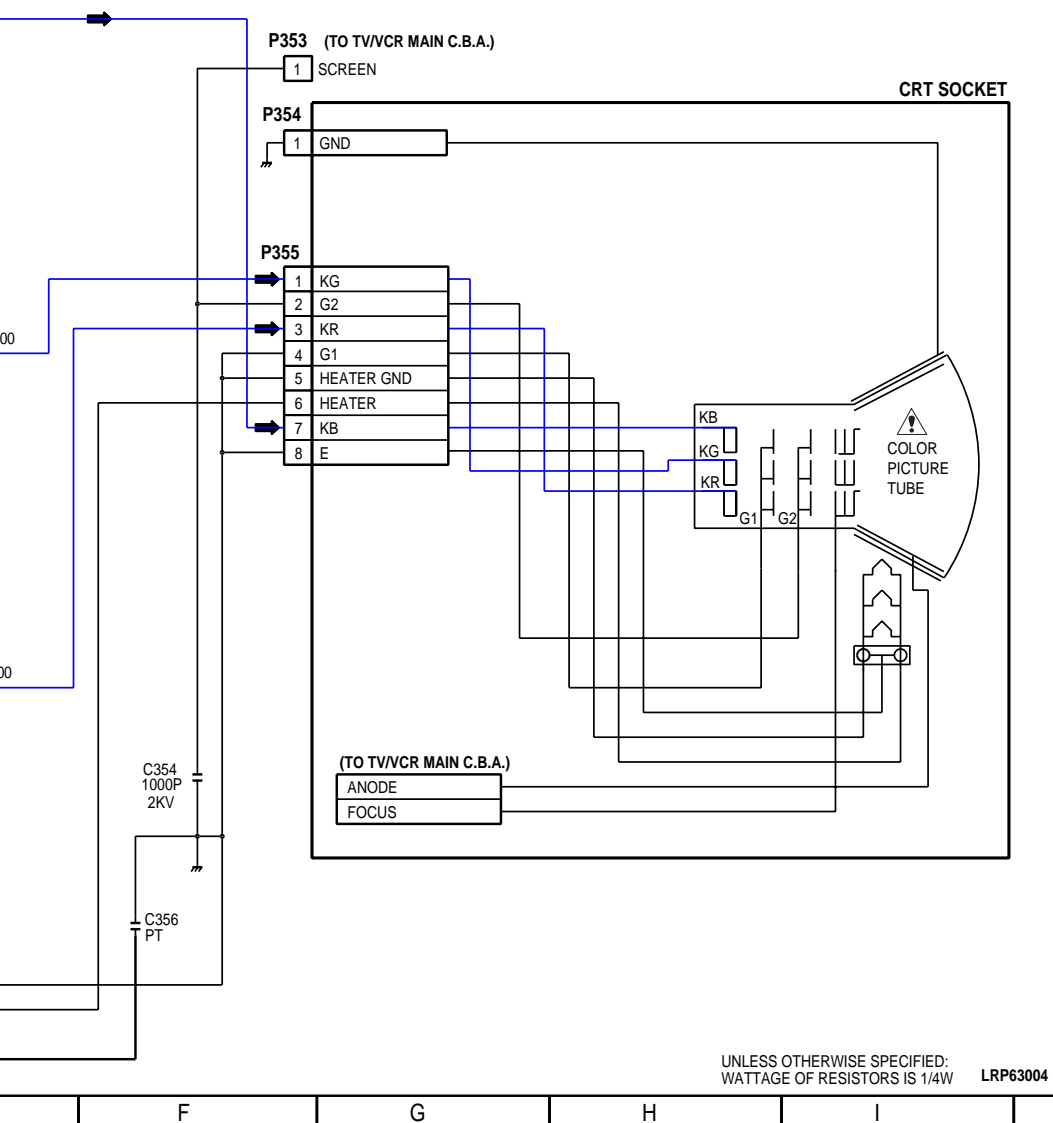 P353 (TO TV/VCR MAIN C.B.A.)
1 SCREEN
CRT SOCKET
P354
1 GND
P355
1 KG
2 G2
3 KR
4 G1
5 HEATER GND
6 HEATER
7 KB
8 E
00
00
KB
KG
KR
G1 G2
COLOR
PICTURE
TUBE
(TO TV/VCR MAIN C.B.A.)
ANODE
FOCUS
C354
1000P
2KV
C356
PT
UNLESS OTHERWISE SPECIFIED:
WATTAGE OF RESISTORS IS 1/4W
LRP63004
F G H I